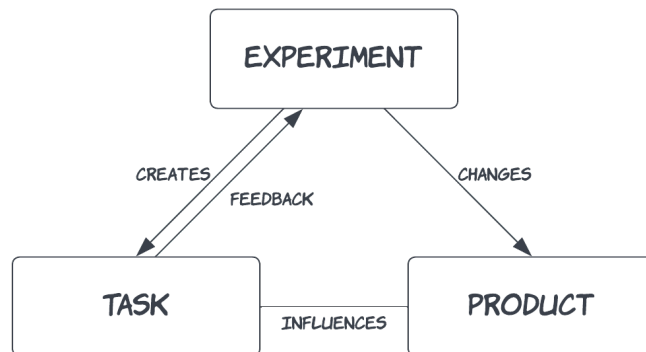 EXPERIMENT
CREATES
CHANGES
FEEDBACK
TASK
PRODUCT
INFLUENCES